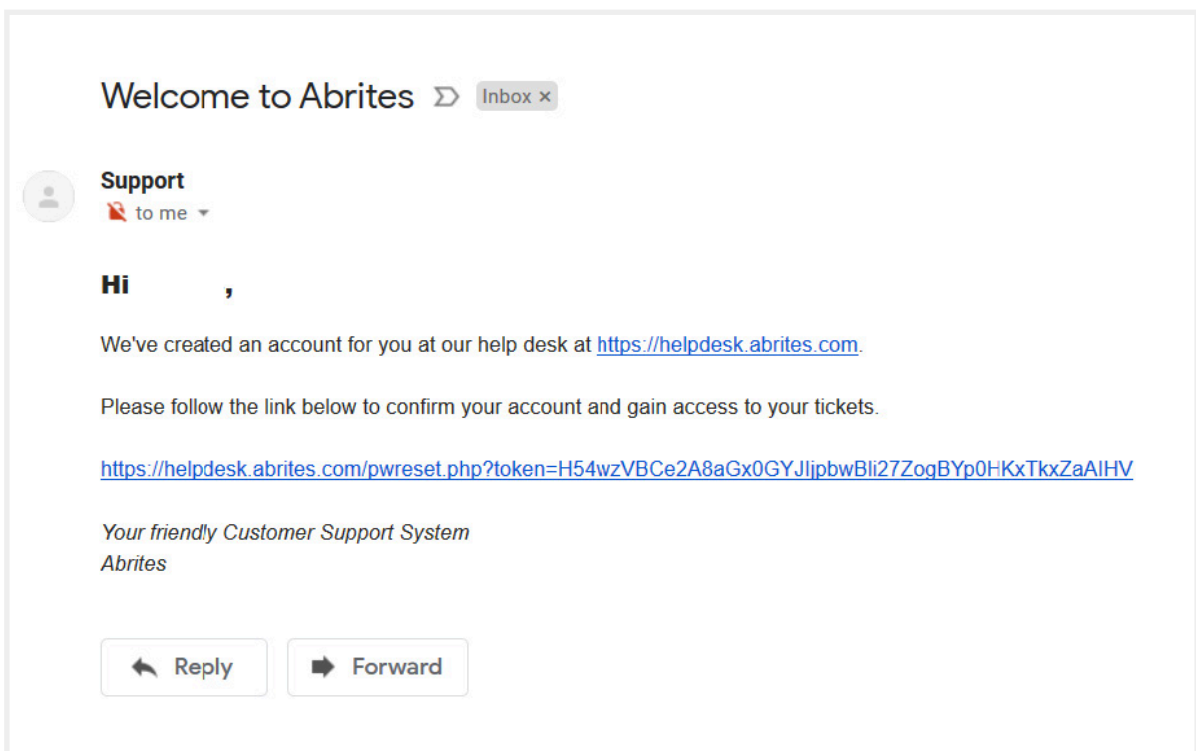 Welcome to Abrites Inbox ×
Support
to me
Hi ,
We've created an account for you at our help desk at https://helpdesk.abrites.com.
Please follow the link below to confirm your account and gain access to your tickets.
https://helpdesk.abrites.com/pwreset.php?token=H54wzVBCe2A8aGx0GYJIjpbwBli27ZogBYp0HKxTkxZaAIHV
Your friendly Customer Support System
Abrites
Reply Forward